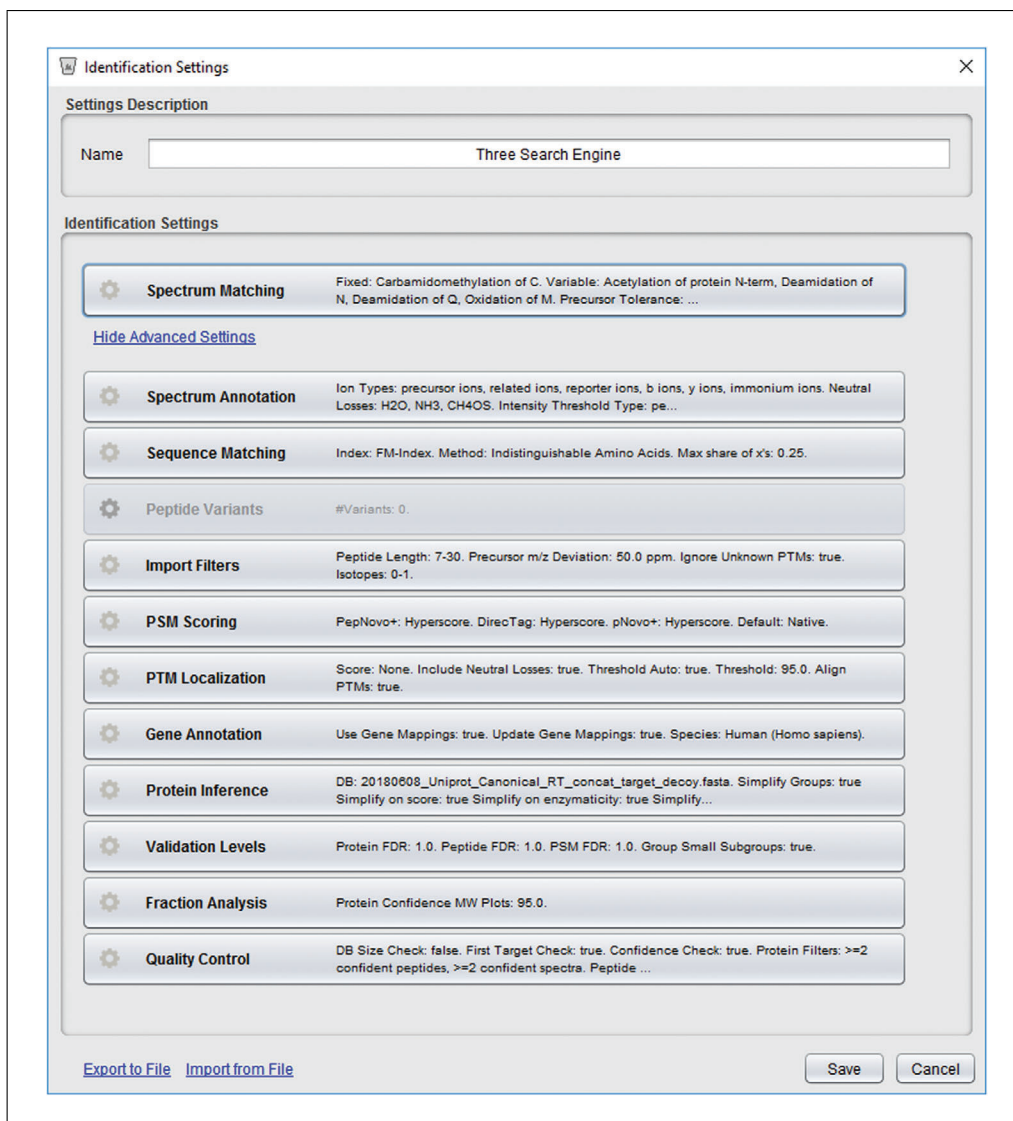 Identification Settings
Settings Description
Name
Three Search Engine
Identification Settings
Spectrum Matching
Fixed: Carbamidomethylation of C. Variable: Acetylation of protein N-term, Deamidation of
N, Deamidation of Q, Oxidation of M. Precursor Tolerance: ...
Hide Advanced Settings
Spectrum Annotation
Ion Types: precursor ions, related ions, reporter ions, b ions, y ions, immonium ions. Neutral
Losses: H2O, NH3, CH4OS. Intensity Threshold Type: pe...
Sequence Matching
Index: FM-Index. Method: Indistinguishable Amino Acids. Max share of x's: 0.25.
Peptide Variants
#Variants: 0.
Import Filters
Peptide Length: 7-30. Precursor m/z Deviation: 50.0 ppm. Ignore Unknown PTMs: true.
Isotopes: 0-1.
PSM Scoring
PepNovo+: Hyperscore. DirecTag: Hyperscore. pNovo+: Hyperscore. Default: Native.
PTM Localization
Score: None. Include Neutral Losses: true. Threshold Auto: true. Threshold: 95.0. Align
PTMs: true.
Gene Annotation
Use Gene Mappings: true. Update Gene Mappings: true. Species: Human (Homo sapiens).
Protein Inference
DB: 20180608_Uniprot_Canonical_RT_concat_target_decoy.fasta. Simplify Groups: true
Simplify on score: true Simplify on enzymaticity: true Simplify...
Validation Levels
Protein FDR: 1.0. Peptide FDR: 1.0. PSM FDR: 1.0. Group Small Subgroups: true.
Fraction Analysis
Protein Confidence MW Plots: 95.0.
Quality Control
DB Size Check: false. First Target Check: true. Confidence Check: true. Protein Filters: >=2
confident peptides, >=2 confident spectra. Peptide ...
Export to File Import from File
Save
Cancel